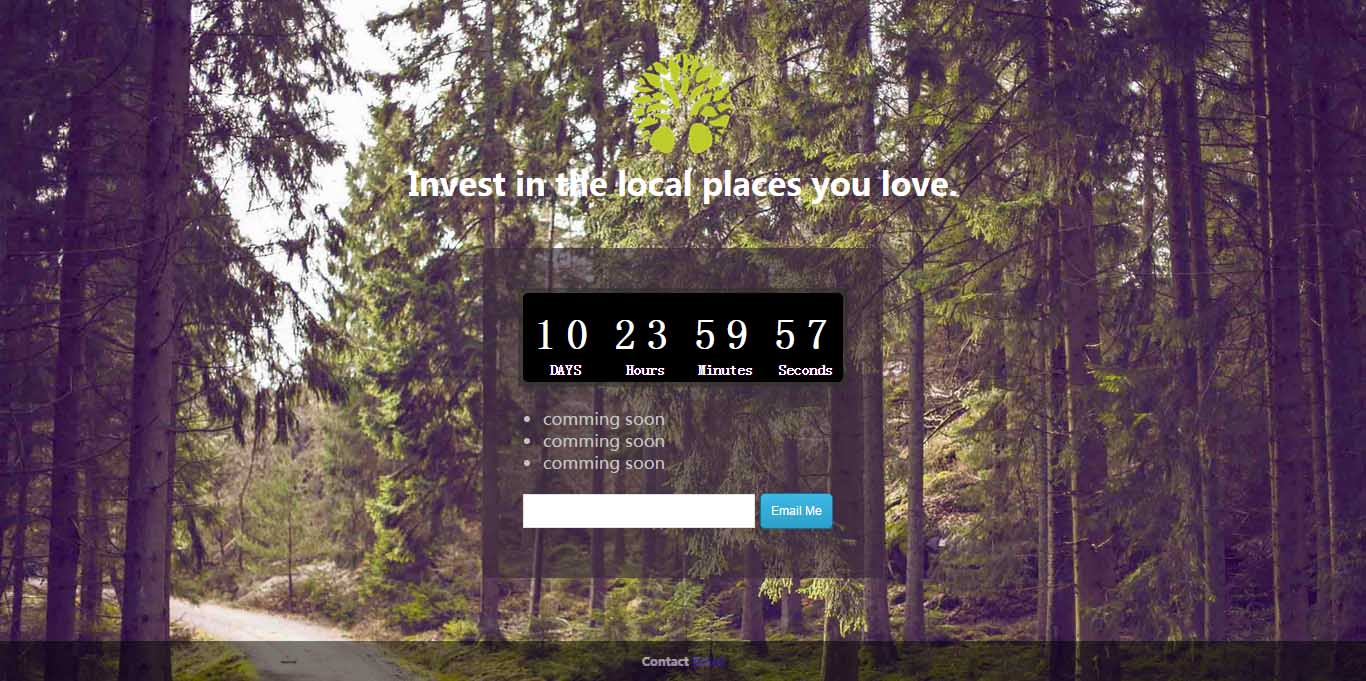 Invest in the local places you love.
10 23 59 57
DAYS Hours Minutes Seconds
comming soon
comming soon
comming soon
Email Me
Contact